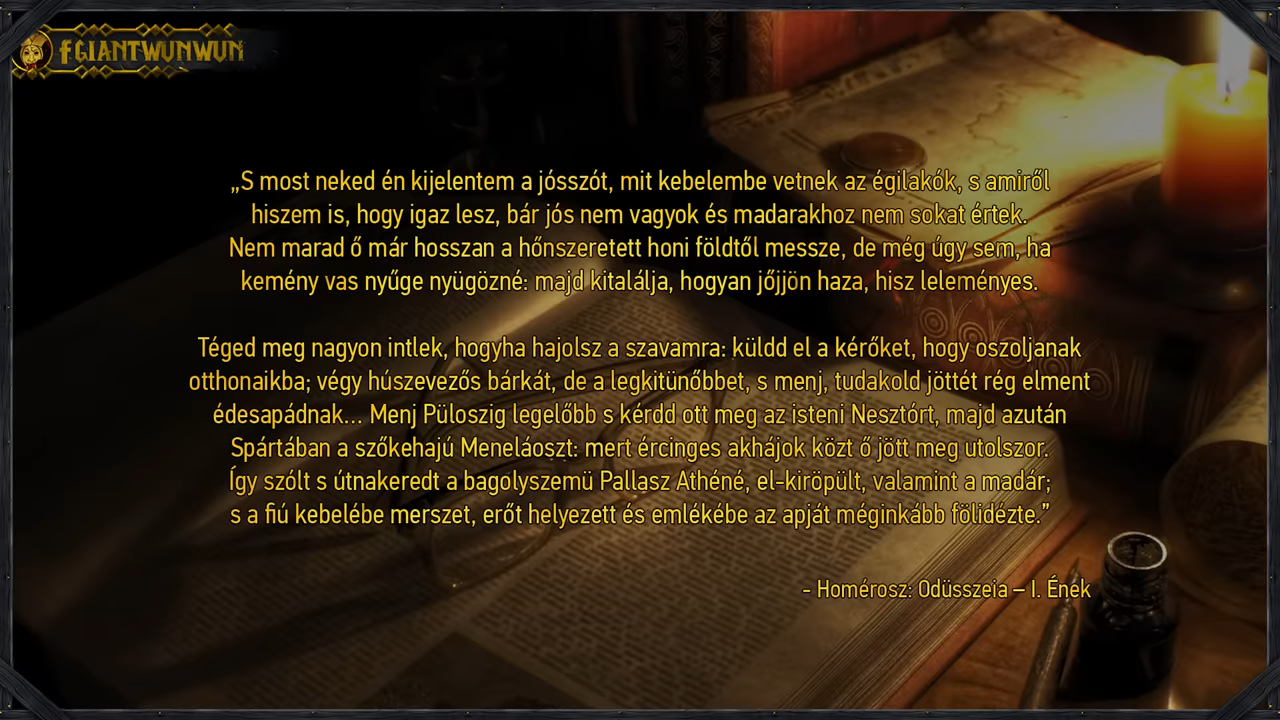 FGIANTWUNWUN
„S most neked én kijelentem a jósszót, mit kebelembe vetnek az égilakók, s amiről
hiszem is, hogy igaz lesz, bár jós nem vagyok és madarakhoz nem sokat értek.
Nem marad ő már hosszan a hőnszeretett honi földtől messze, de még úgy sem, ha
kemény vas nyűge nyügözné: majd kitalálja, hogyan jőjjön haza, hisz leleményes.
Téged meg nagyon intlek, hogyha hajolsz a szavamra: küldd el a kérőket, hogy oszoljanak
otthonaikba; végy húszevezős bárkát, de a legkitünőbbet, s menj, tudakold jöttét rég elment
édesapádnak... Menj Püloszig legelőbb s kérdd ott meg az isteni Nesztórt, majd azután
Spártában a szőkehajú Meneláoszt: mert ércinges akhájok közt ő jött meg utolszor.
Így szólt s útnakeredt a bagolyszemü Pallasz Athéné, el-kiröpült, valamint a madár;
s a fiú kebelébe merszet, erőt helyezett és emlékébe az apját méginkább fölidézte.”
- Homérosz: Odüsszeia – I. Ének